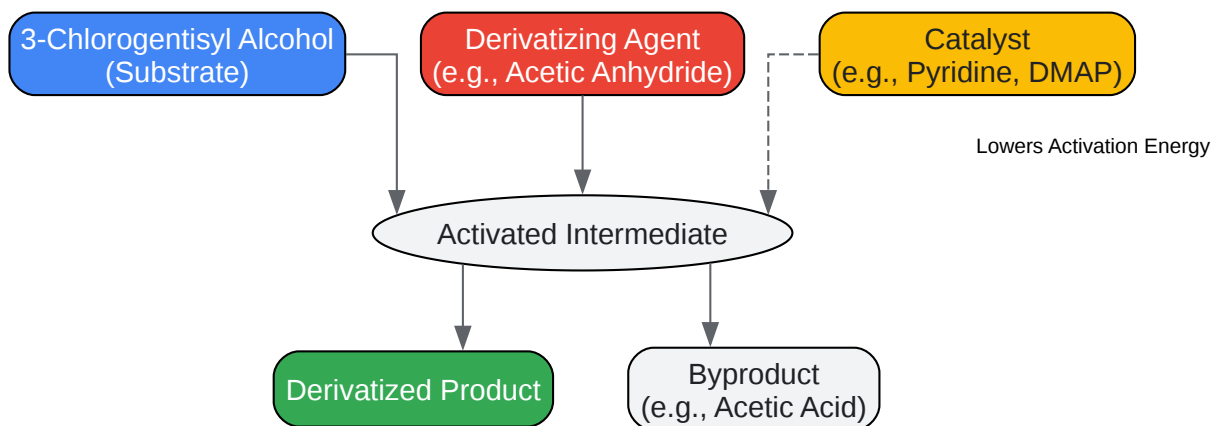 3-Chlorogentisyl Alcohol
(Substrate)
Derivatizing Agent
(e.g., Acetic Anhydride)
Catalyst
(e.g., Pyridine, DMAP)
Lowers Activation Energy
Activated Intermediate
Derivatized Product
Byproduct
(e.g., Acetic Acid)